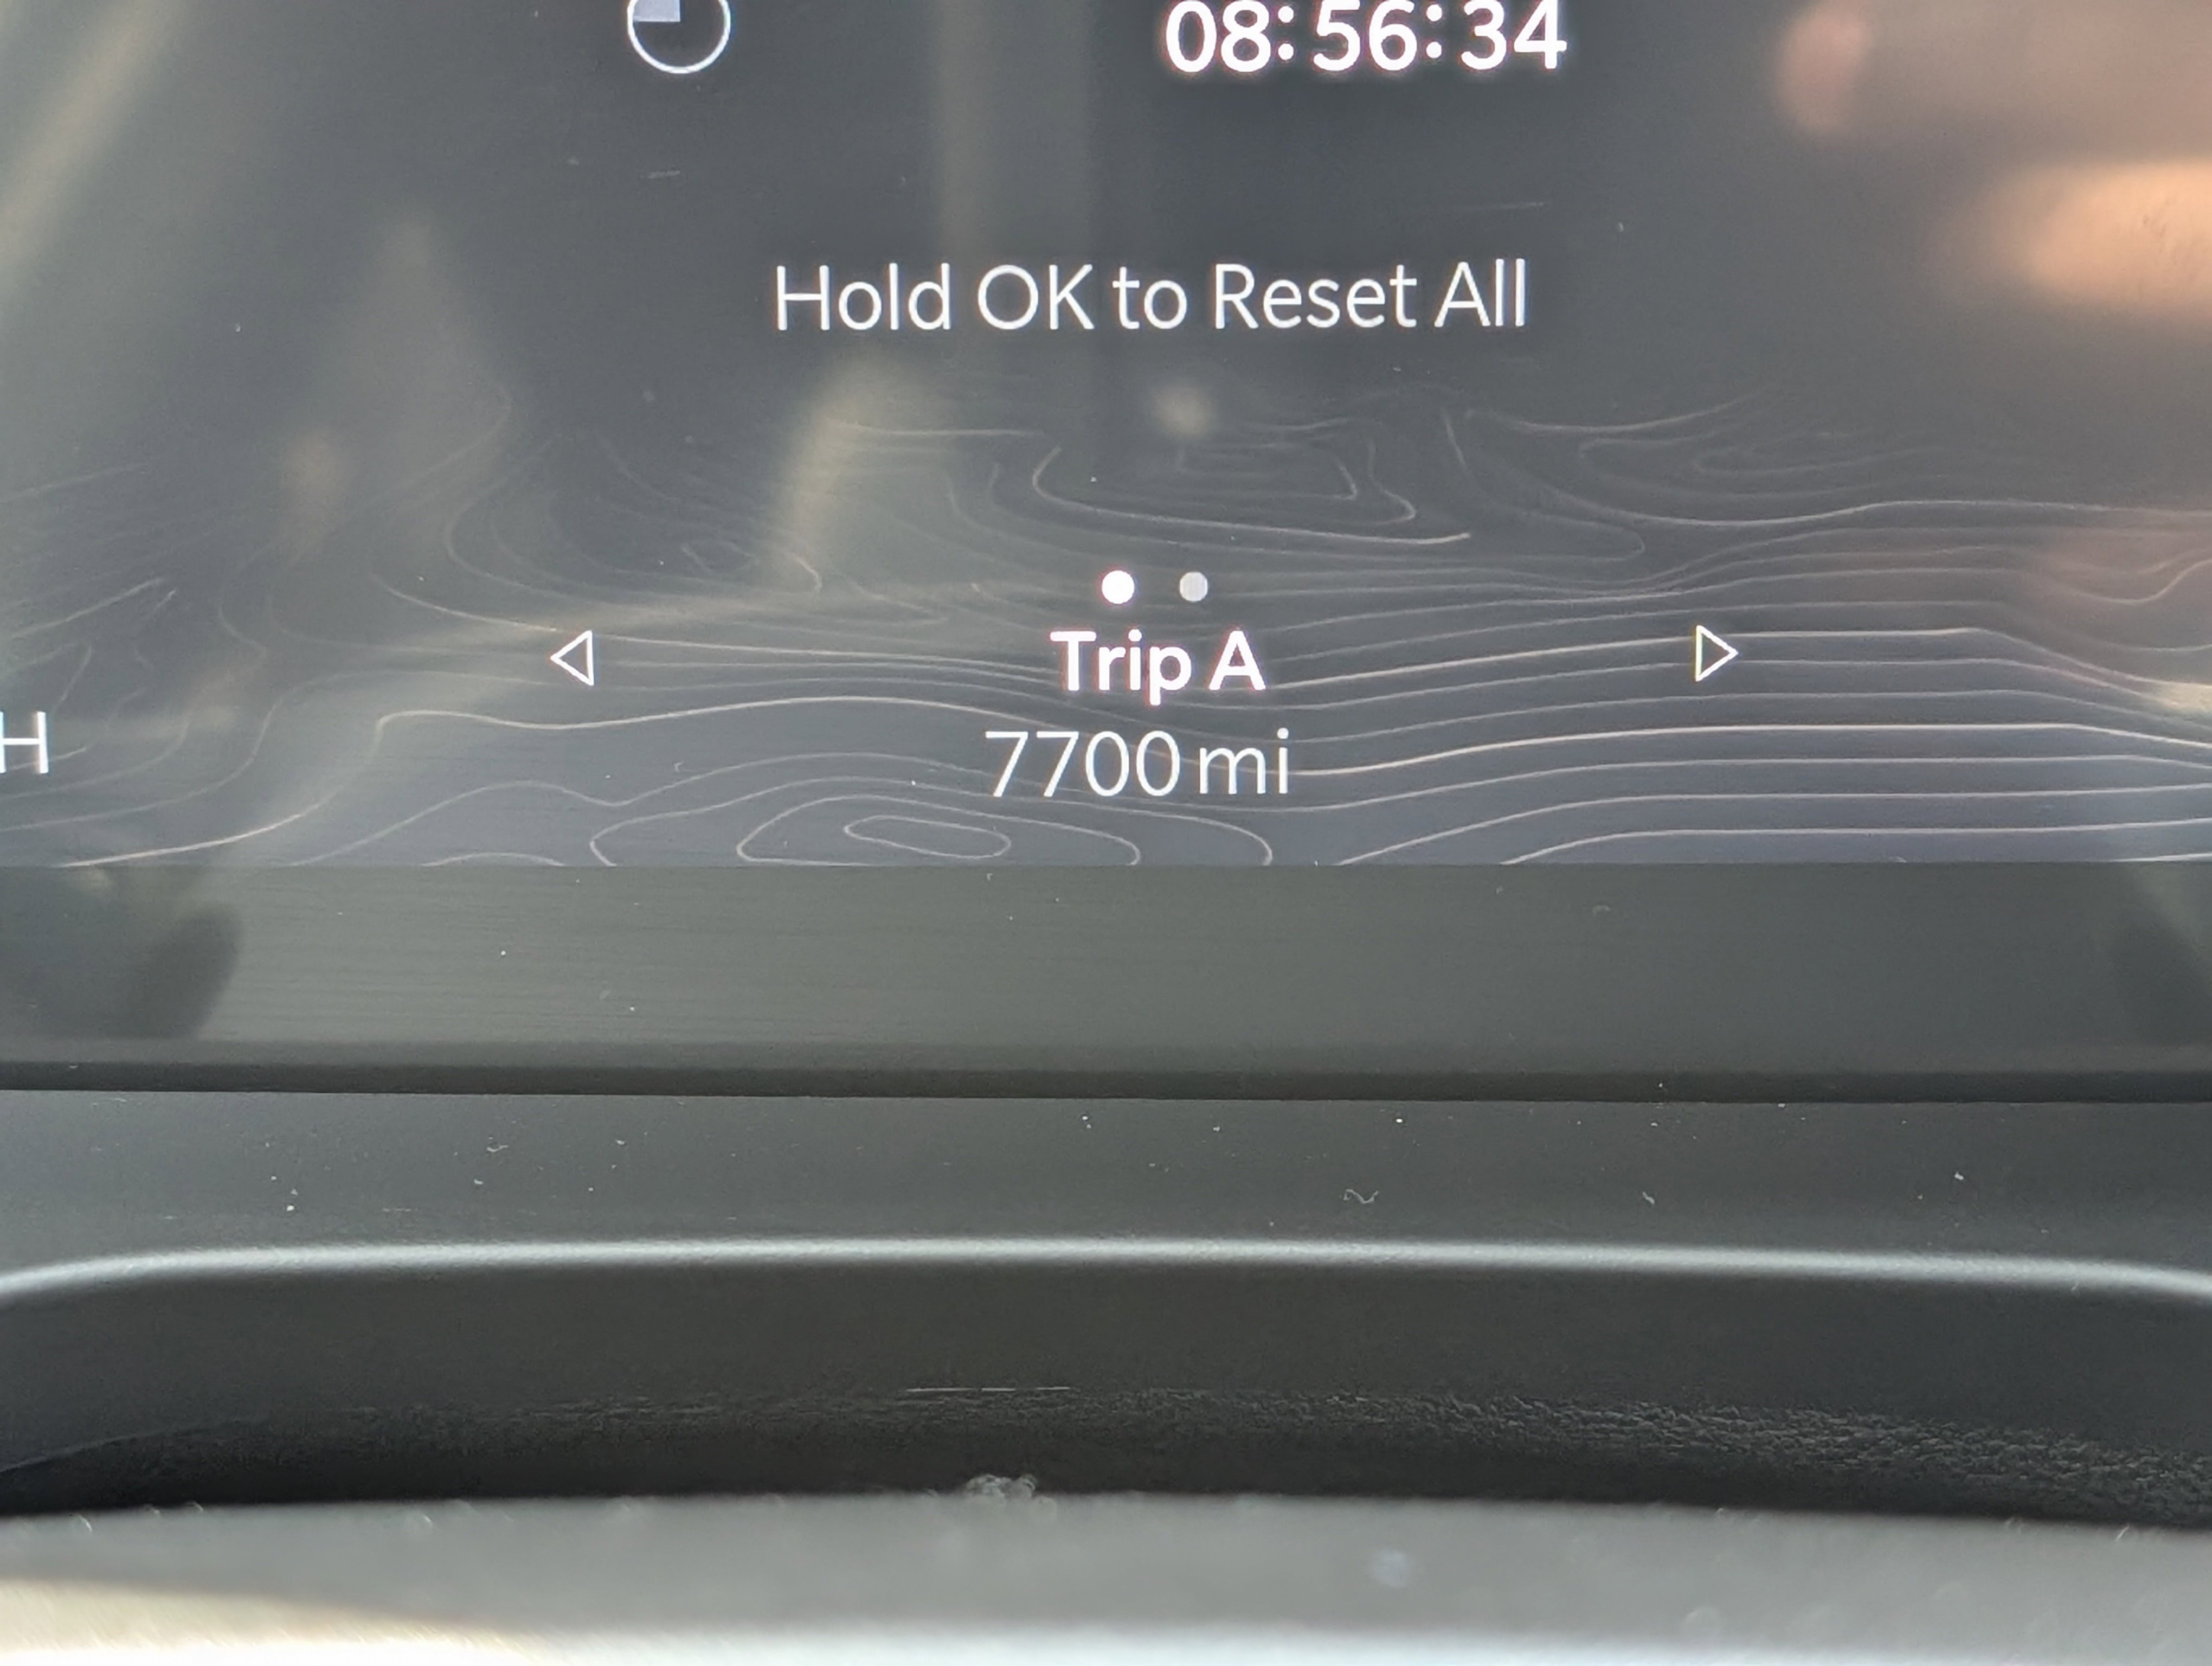 08:56:34
Hold OK to Reset All
Trip A
H
7700 mi